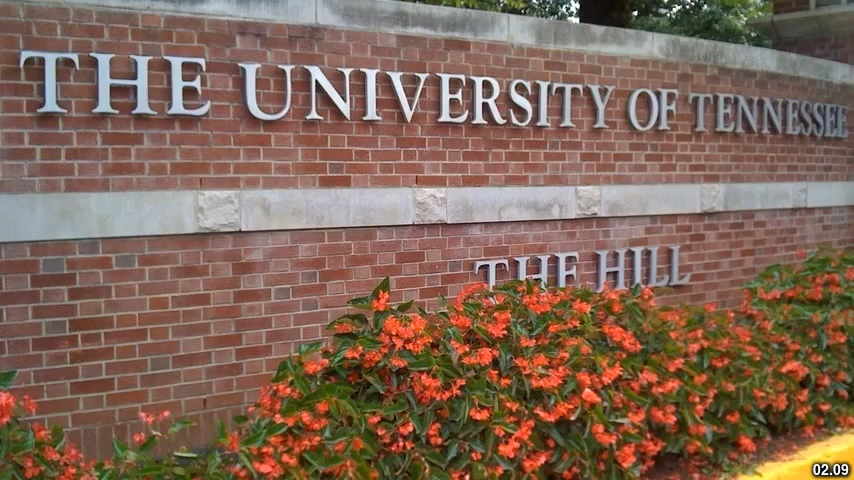 THE UNIVERSITY OF TENNESSEE
THE HILL
02.09